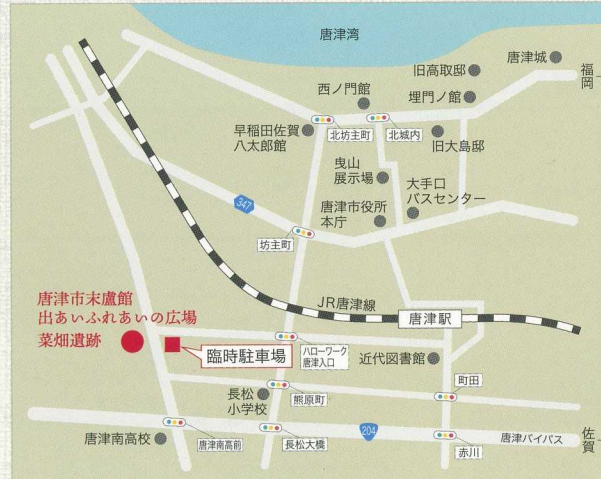 唐津湾
旧高取邸
唐津城
福岡
西ノ門館
埋門ノ館
早稲田佐賀
八太郎館
北坊主町
北城内
旧大島邸
曳山
展示場
大手口
バスセンター
347
唐津市役所
本庁
坊主町
JR唐津線
唐津駅
唐津市末盧館
出あいふれあいの広場
菜畑遺跡
臨時駐車場
ハローワーク
唐津入口
近代図書館
町田
長松
小学校
熊原町
唐津南高校
唐津南高前
長松大橋
204
赤川
唐津バイパス
佐賀